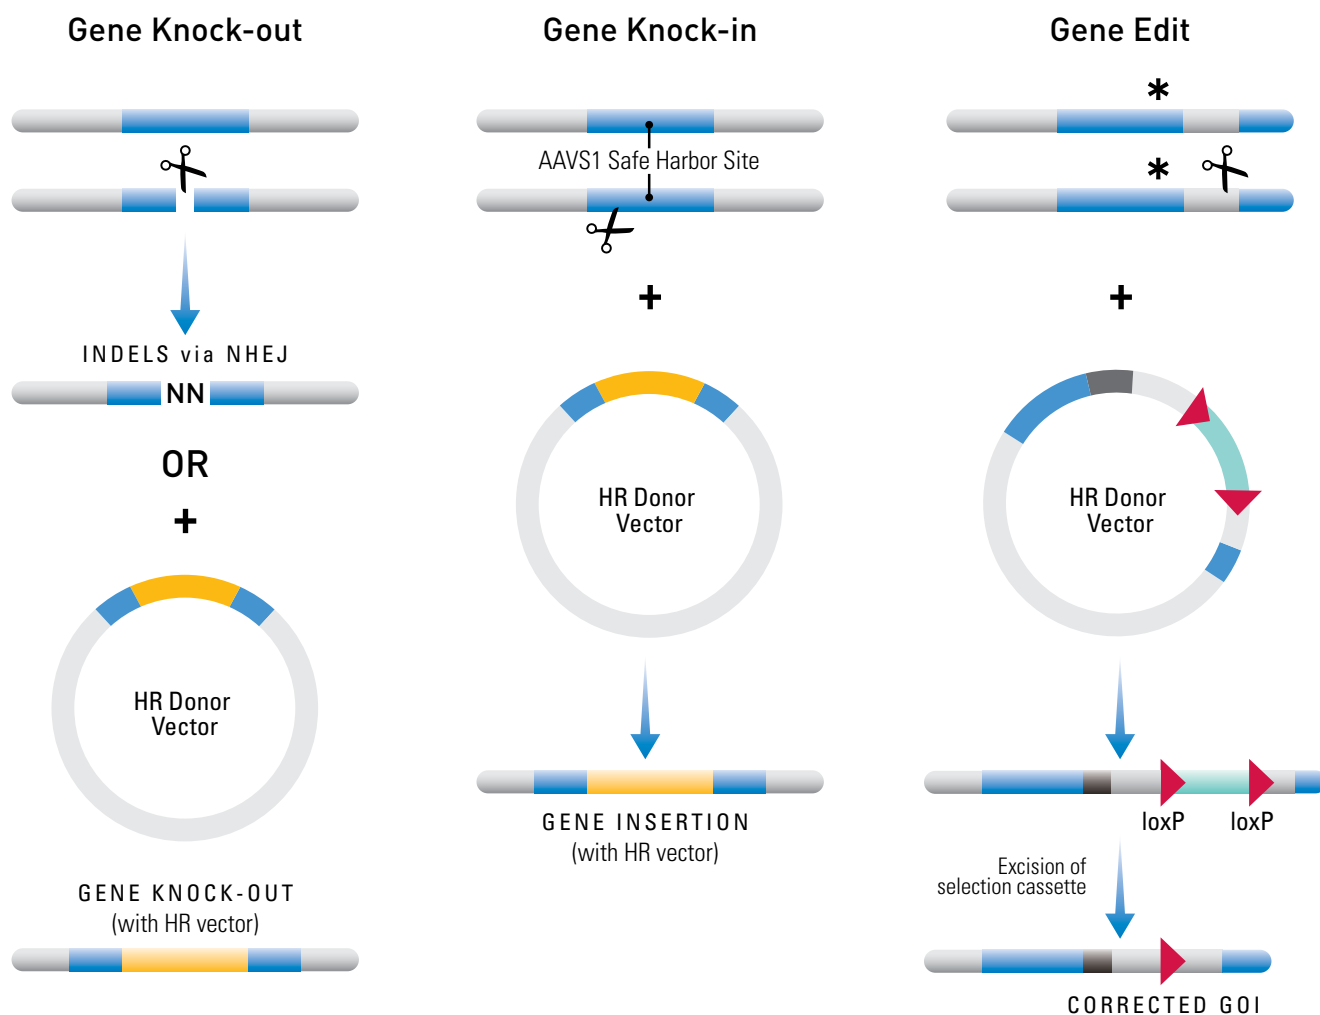 Gene Knock-out
INDELS via NHEJ
NN
OR
+
HR Donor
Vector
GENE KNOCK-OUT
(with HR vector)
Gene Knock-in
AAVS1 Safe Harbor Site
+
HR Donor
Vector
GENE INSERTION
(with HR vector)
Gene Edit
*
*
+
HR Donor
Vector
loxP loxP
Excision of
selection cassette
CORRECTED GOI